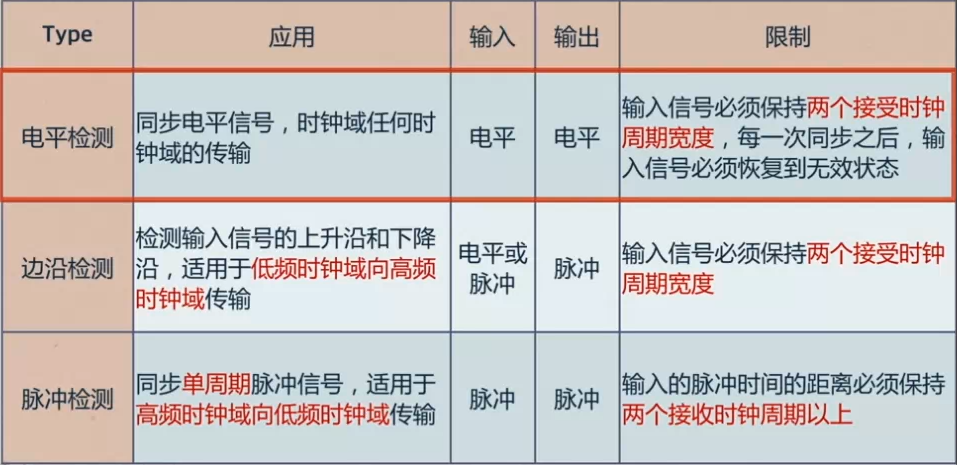 Type 应用 输入 输出 限制
电平检测
同步电平信号，时钟域任何时
钟域的传输
电平
电平
输入信号必须保持两个接受时钟
周期宽度，每一次同步之后，输
入信号必须恢复到无效状态
边沿检测
检测输入信号的上升沿和下降
沿，适用于低频时钟域向高频
时钟域传输
电平或
脉冲
脉冲
输入信号必须保持两个接受时钟
周期宽度
脉冲检测
同步单周期脉冲信号，适用于
高频时钟域向低频时钟域传输
脉冲
脉冲
输入的脉冲时间的距离必须保持
两个接收时钟周期以上